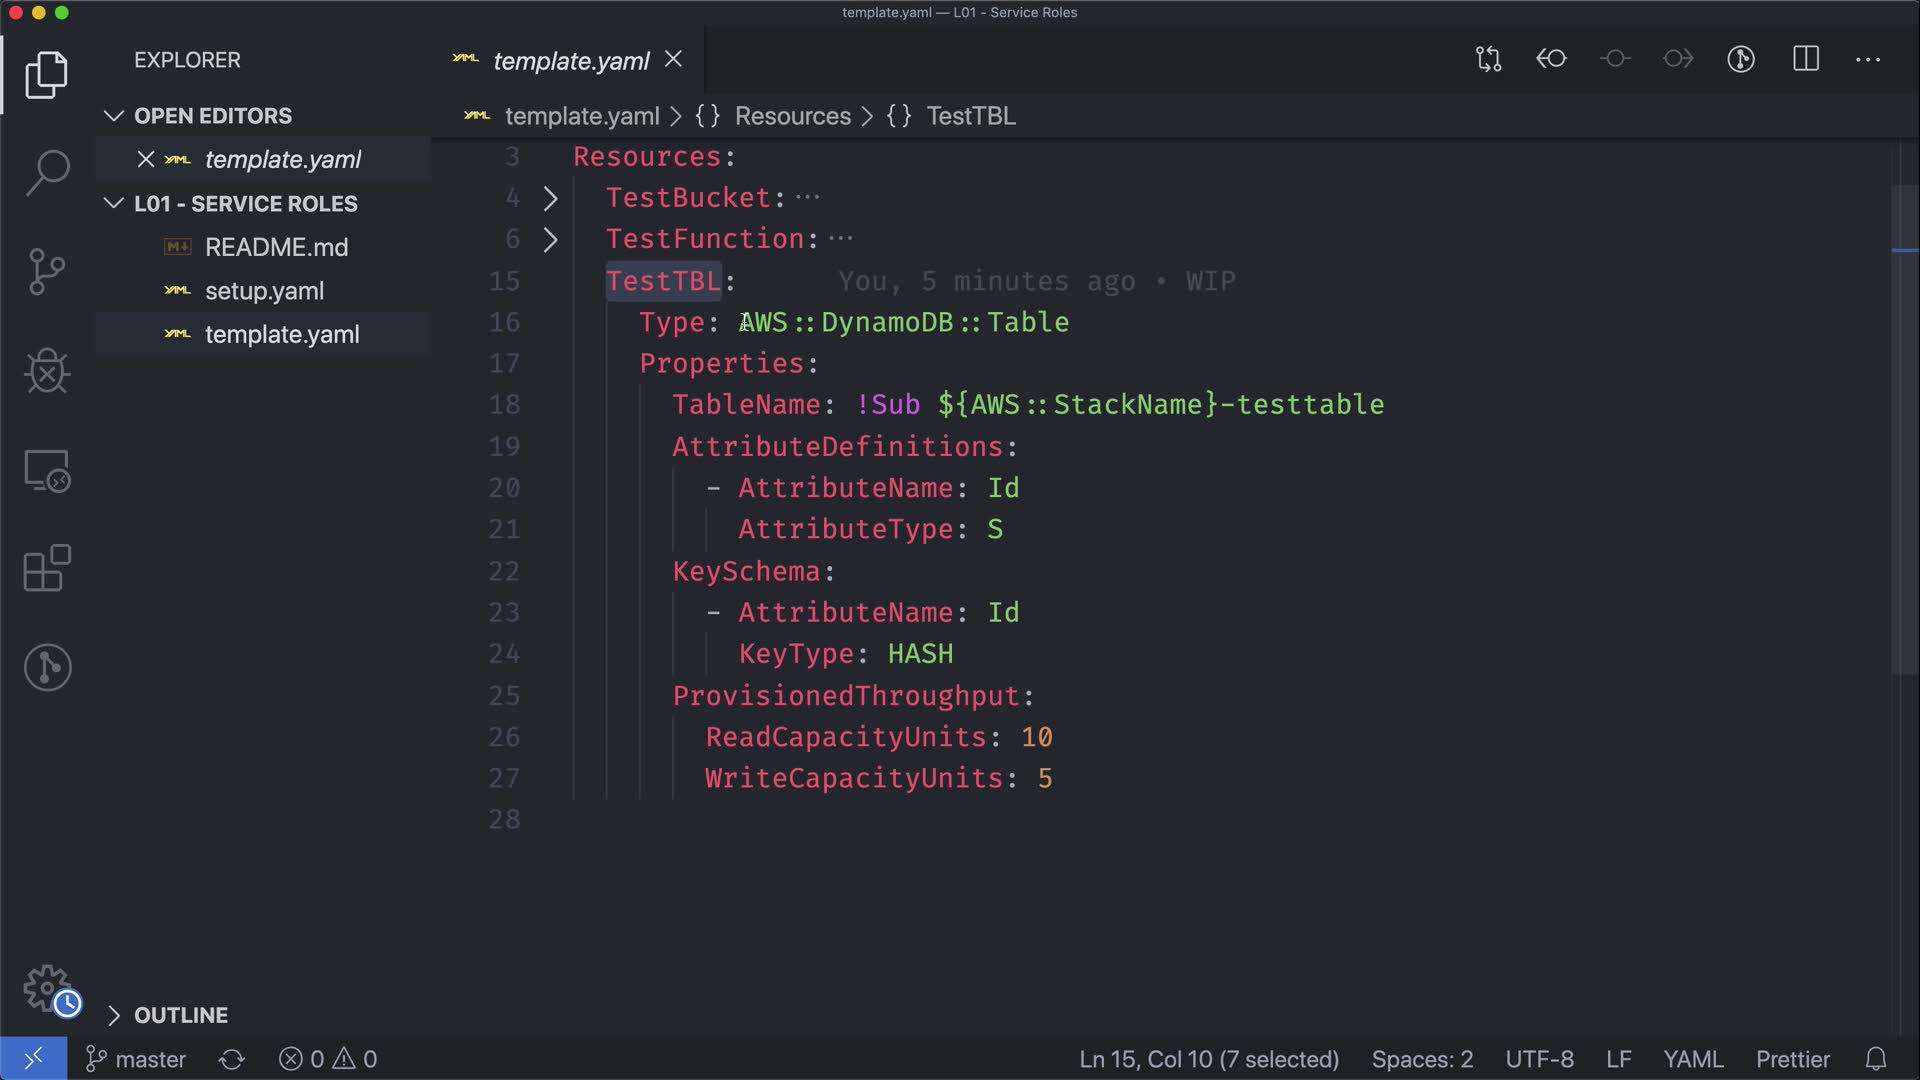 template.yaml — L01 - Service Roles
EXPLORER
OPEN EDITORS
template.yaml
L01 - SERVICE ROLES
README.md
setup.yaml
template.yaml
OUTLINE
template.yaml
template.yaml > {} Resources > {} TestTBL
3 Resources:
4 TestBucket: ...
6 TestFunction: ...
15 TestTBL: You, 5 minutes ago • WIP
16 Type: AWS::DynamoDB::Table
17 Properties:
18 TableName: !Sub ${AWS::StackName}-testtable
19 AttributeDefinitions:
20 - AttributeName: Id
21 AttributeType: S
22 KeySchema:
23 - AttributeName: Id
24 KeyType: HASH
25 ProvisionedThroughput:
26 ReadCapacityUnits: 10
27 WriteCapacityUnits: 5
28
master 0 0 Ln 15, Col 10 (7 selected) Spaces: 2 UTF-8 LF YAML Prettier